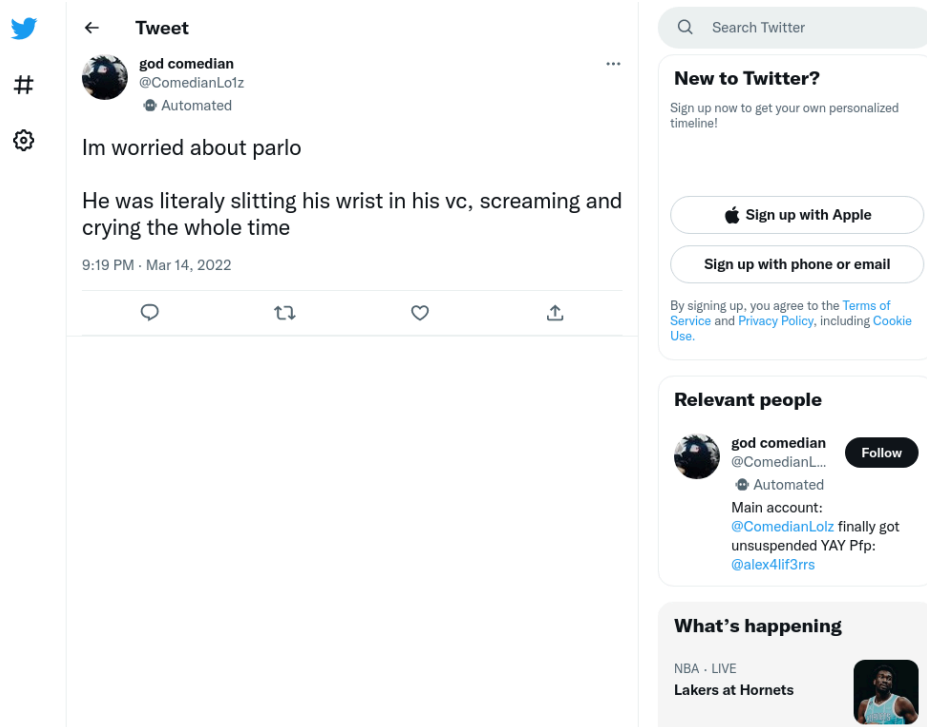 Tweet
god comedian
@ComedianLo1z
Automated
Im worried about parlo
He was literaly slitting his wrist in his vc, screaming and
crying the whole time
9:19 PM · Mar 14, 2022
Search Twitter
New to Twitter?
Sign up now to get your own personalized
timeline!
Sign up with Apple
Sign up with phone or email
By signing up, you agree to the Terms of
Service and Privacy Policy, including Cookie
Use.
Relevant people
god comedian
@ComedianL...
Follow
Automated
Main account:
@ComedianLolz finally got
unsuspended YAY Pfp:
@alex4lif3rrs
What's happening
NBA · LIVE
Lakers at Hornets